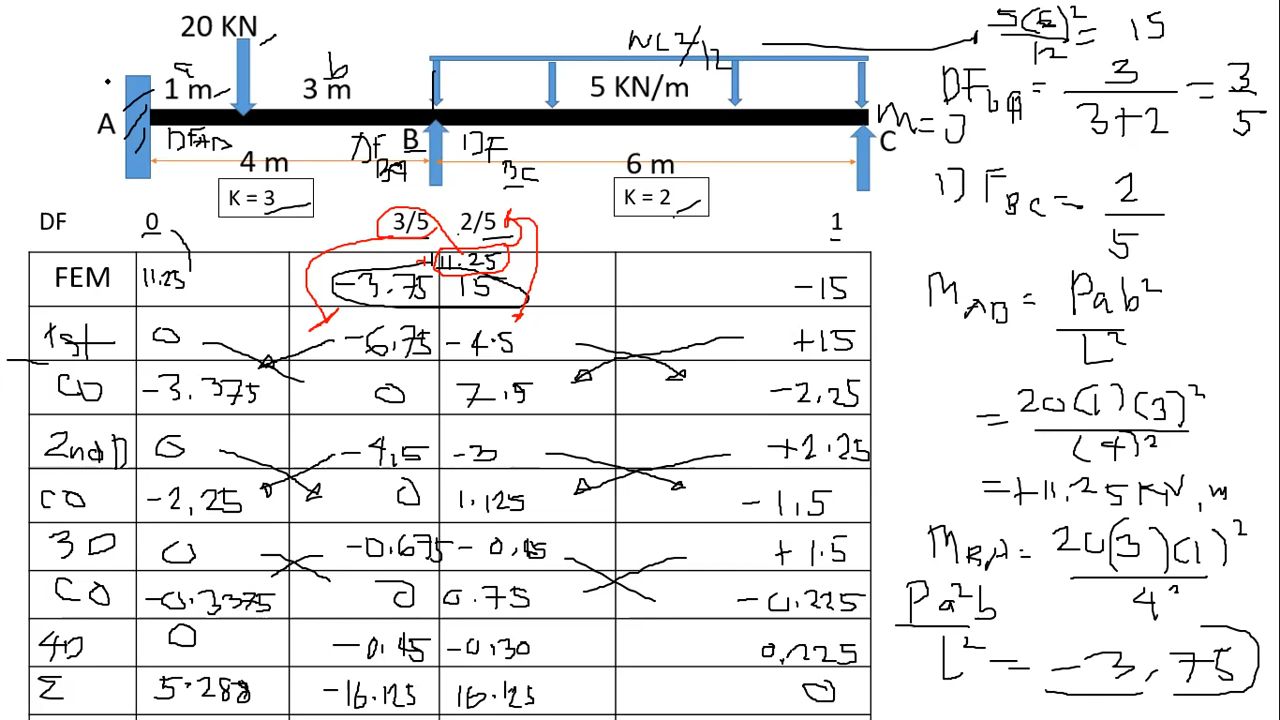 20 KN
WL²/12
5(6)²/12 = 15
a
b
1 m
3 m
5 KN/m
DF_BA = 3/(3+2) = 3/5
A
B
M=0
C
DF_AB
DF_BA
DF_BC
4 m
6 m
K = 3
K = 2
DF_BC = 2/5
DF 0 3/5 2/5 1
+11.25
FEM 11.25 -3.75 15 -15
M_AB = Pab²/L²
1st 0 -6.75 -4.5 +15
CO -3.375 0 7.5 -2.25
= 20(1)(3)²/(4)²
2nd D 0 -4.5 -3 +2.25
CO -2.25 0 1.125 -1.5
= +11.25 KN.m
3D 0 -0.675 -0.45 +1.5
M_BA = 20(3)(1)²/4²
CO -0.3375 0 0.75 -0.225
Pa²b/L² = -3.75
4D 0 -0.45 -0.30 0.225
Σ 5.288 -16.125 16.125 0